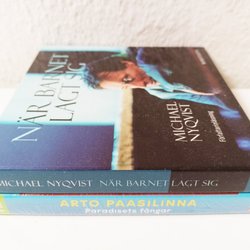 NÄR BARNET
LAGT SIG
MICHAEL
NYQVIST
MICHAEL NYQVIST NÄR BARNET LAGT SIG
ARTO PAASILINNA
Paradisets fångar